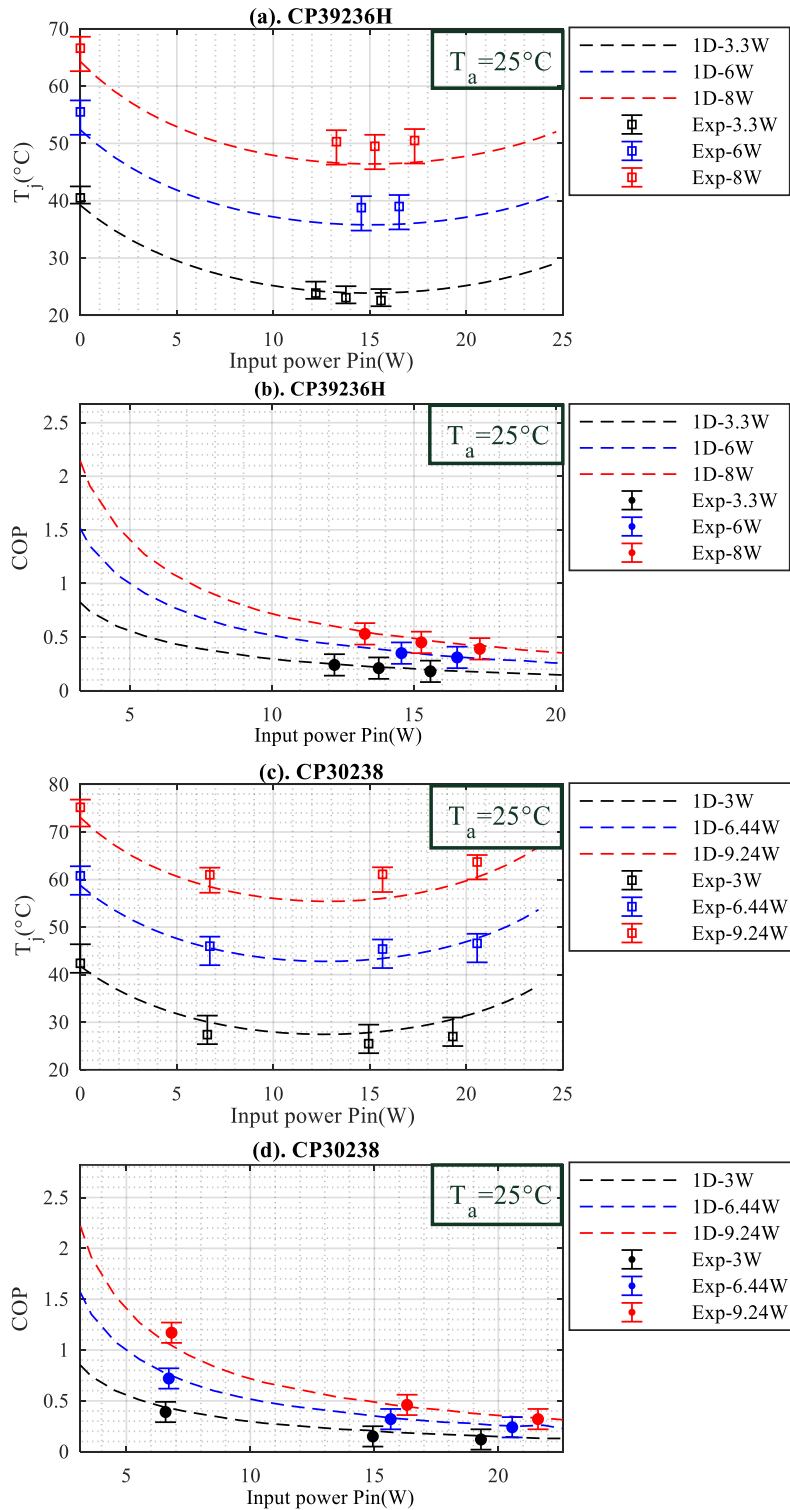 (a). CP39236H
70
60
50
40
30
20
T_j(°C)
T_a=25°C
0 5 10 15 20 25
Input power Pin(W)
1D-3.3W
1D-6W
1D-8W
Exp-3.3W
Exp-6W
Exp-8W
(b). CP39236H
2.5
2
1.5
1
0.5
0
COP
T_a=25°C
5 10 15 20
Input power Pin(W)
1D-3.3W
1D-6W
1D-8W
Exp-3.3W
Exp-6W
Exp-8W
(c). CP30238
80
70
60
50
40
30
20
T_j(°C)
T_a=25°C
0 5 10 15 20 25
Input power Pin(W)
1D-3W
1D-6.44W
1D-9.24W
Exp-3W
Exp-6.44W
Exp-9.24W
(d). CP30238
2.5
2
1.5
1
0.5
0
COP
T_a=25°C
5 10 15 20
Input power Pin(W)
1D-3W
1D-6.44W
1D-9.24W
Exp-3W
Exp-6.44W
Exp-9.24W